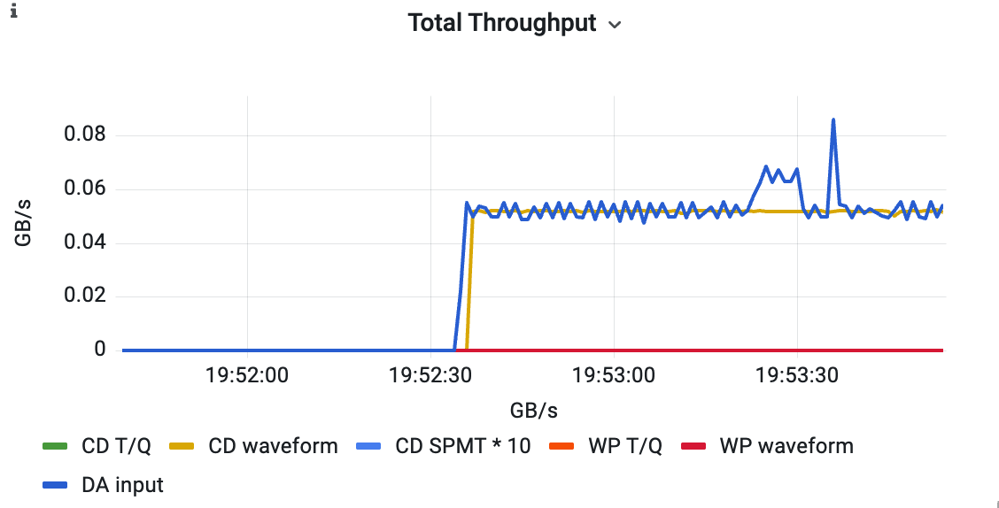 i
Total Throughput
0.08
0.06
0.04
0.02
0
GB/s
19:52:00 19:52:30 19:53:00 19:53:30
GB/s
CD T/Q CD waveform CD SPMT * 10 WP T/Q WP waveform
DA input